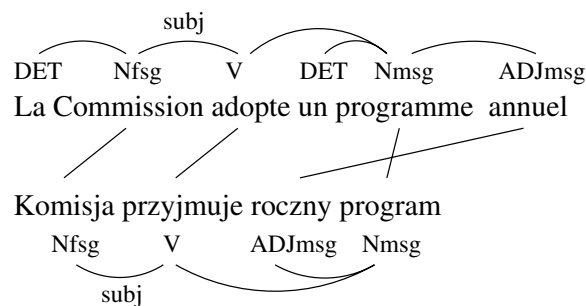 subj
DET Nfsg V DET Nmsg ADJmsg
La Commission adopte un programme annuel
Komisja przyjmuje roczny program
Nfsg V ADJmsg Nmsg
subj